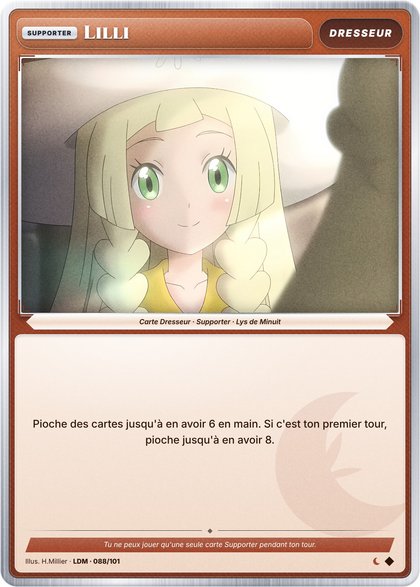 SUPPORTER LILLI DRESSEUR
Carte Dresseur · Supporter · Lys de Minuit
Pioche des cartes jusqu'à en avoir 6 en main. Si c'est ton premier tour,
pioche jusqu'à en avoir 8.
Tu ne peux jouer qu'une seule carte Supporter pendant ton tour.
Illus. H.Millier · LDM · 088/101